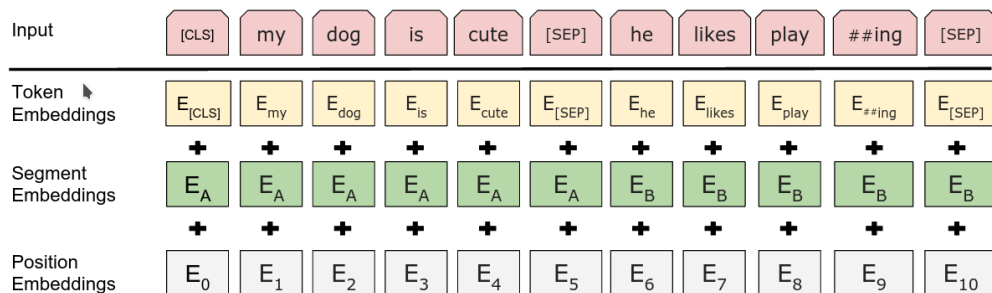 Input [CLS] my dog is cute [SEP] he likes play ##ing [SEP]
Token
Embeddings
E[CLS] Emy Edog Eis Ecute E[SEP] Ehe Elikes Eplay E##ing E[SEP]
+ + + + + + + + + + +
Segment
Embeddings
EA EA EA EA EA EA EB EB EB EB EB
+ + + + + + + + + + +
Position
Embeddings
E0 E1 E2 E3 E4 E5 E6 E7 E8 E9 E10